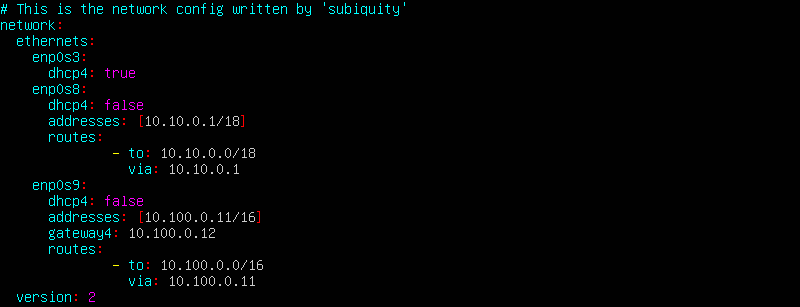 # This is the network config written by 'subiquity'
network:
  ethernets:
    enp0s3:
      dhcp4: true
    enp0s8:
      dhcp4: false
      addresses: [10.10.0.1/18]
      routes:
              - to: 10.10.0.0/18
                via: 10.10.0.1
    enp0s9:
      dhcp4: false
      addresses: [10.100.0.11/16]
      gateway4: 10.100.0.12
      routes:
              - to: 10.100.0.0/16
                via: 10.100.0.11
  version: 2